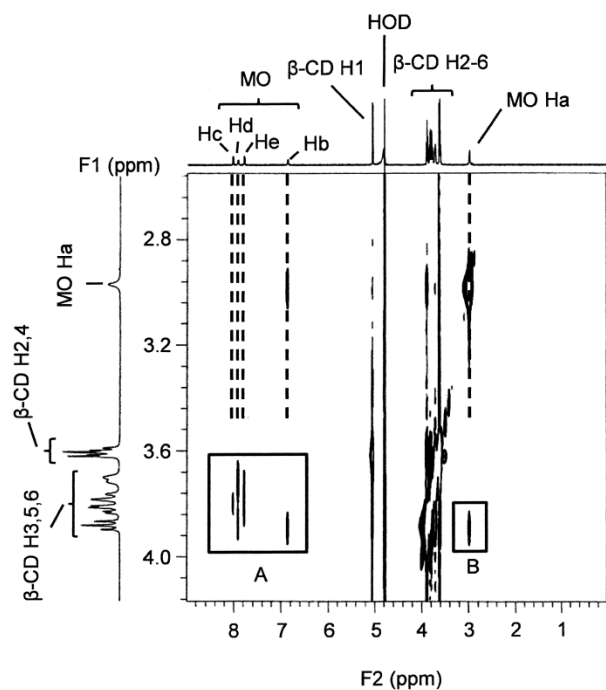 HOD
β-CD H1
β-CD H2-6
MO
MO Ha
Hc
Hd
He
Hb
F1 (ppm)
MO Ha
2.8
3.2
β-CD H2,4
3.6
β-CD H3,5,6
4.0
A
B
8 7 6 5 4 3 2 1
F2 (ppm)